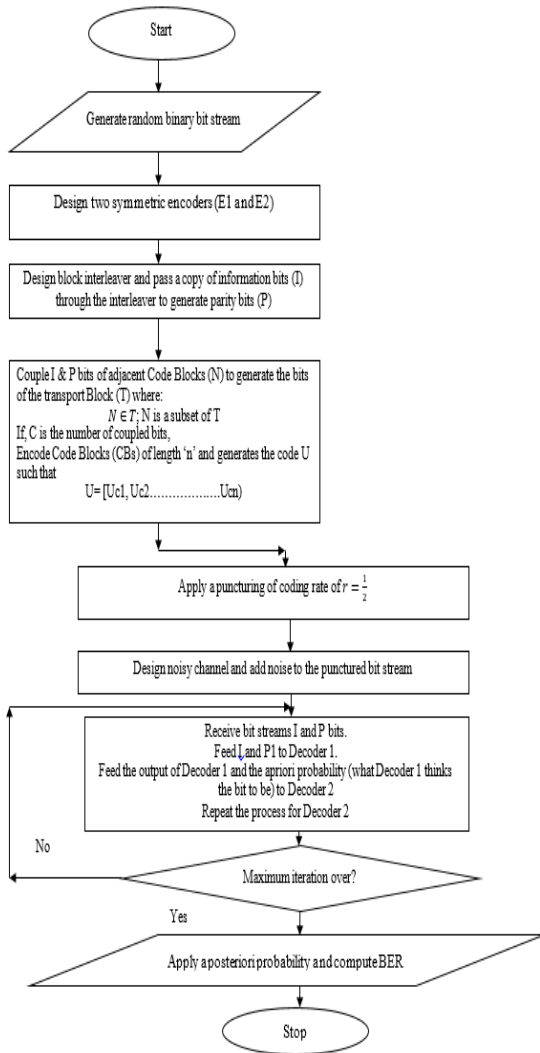 Start
Generate random binary bit stream
Design two symmetric encoders (E1 and E2)
Design block interleaver and pass a copy of information bits (I)
through the interleaver to generate parity bits (P)
Couple I & P bits of adjacent Code Blocks (N) to generate the bits
of the transport Block (T) where:
N ∈ T; N is a subset of T
If, C is the number of coupled bits,
Encode Code Blocks (CBs) of length ‘n’ and generates the code U
such that
U= [Uc1, Uc2....................Ucn)
Apply a puncturing of coding rate of r = 1/2
Design noisy channel and add noise to the punctured bit stream
Receive bit streams I and P bits.
Feed I and P1 to Decoder 1.
Feed the output of Decoder 1 and the apriori probability (what Decoder 1 thinks
the bit to be) to Decoder 2
Repeat the process for Decoder 2
No
Maximum iteration over?
Yes
Apply a posteriori probability and compute BER
Stop